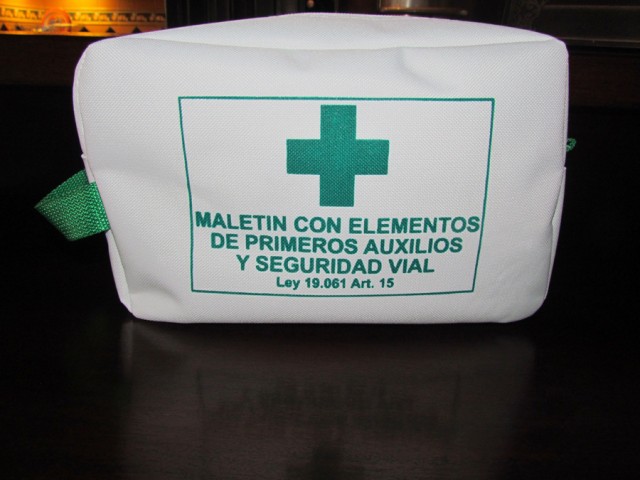 MALETIN CON ELEMENTOS
DE PRIMEROS AUXILIOS
Y SEGURIDAD VIAL
Ley 19.061 Art. 15